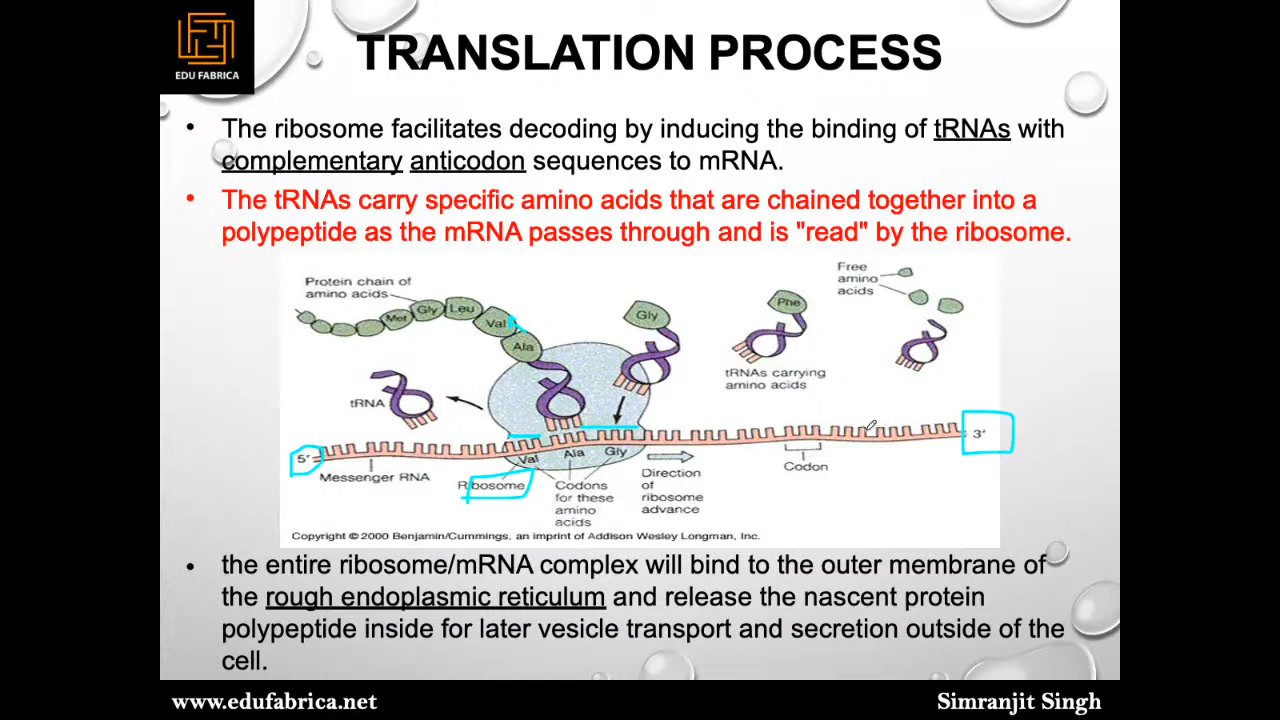 EDU FABRICA
TRANSLATION PROCESS
• The ribosome facilitates decoding by inducing the binding of tRNAs with
complementary anticodon sequences to mRNA.
• The tRNAs carry specific amino acids that are chained together into a
polypeptide as the mRNA passes through and is "read" by the ribosome.
Protein chain of
amino acids
Met
Gly
Leu
Val
Ala
Gly
Phe
Free
amino
acids
tRNAs carrying
amino acids
tRNA
5'
3'
Messenger RNA
Ribosome
Val
Ala
Gly
Codons
for these
amino
acids
Direction
of
ribosome
advance
Codon
Copyright © 2000 Benjamin/Cummings, an imprint of Addison Wesley Longman, Inc.
• the entire ribosome/mRNA complex will bind to the outer membrane of
the rough endoplasmic reticulum and release the nascent protein
polypeptide inside for later vesicle transport and secretion outside of the
cell.
www.edufabrica.net
Simranjit Singh